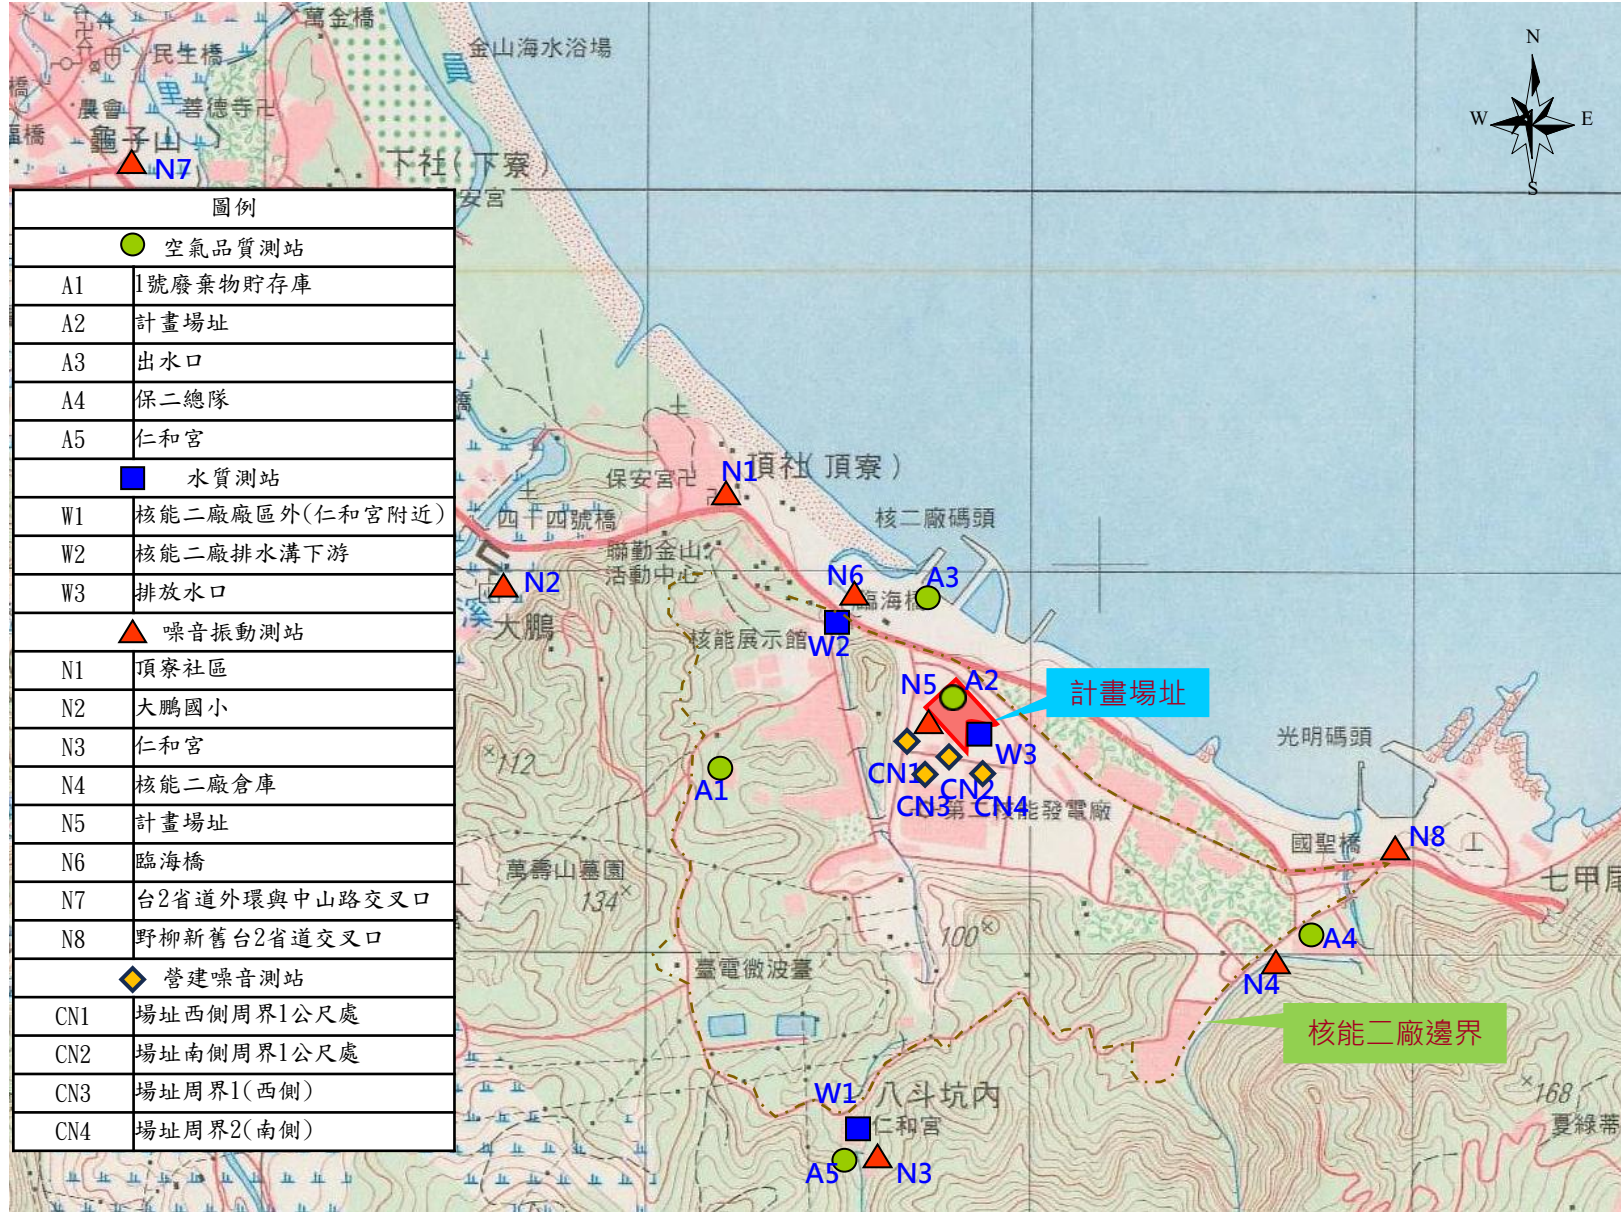 萬金橋
金山海水浴場
員
民生橋
里
農會
善德寺
龜子山
N7
下社(下寮)
安宮
N
W
E
S
圖例
空氣品質測站
A1 1號廢棄物貯存庫
A2 計畫場址
A3 出水口
A4 保二總隊
A5 仁和宮
水質測站
W1 核能二廠廠區外(仁和宮附近)
W2 核能二廠排水溝下游
W3 排放水口
噪音振動測站
N1 頂寮社區
N2 大鵬國小
N3 仁和宮
N4 核能二廠倉庫
N5 計畫場址
N6 臨海橋
N7 台2省道外環與中山路交叉口
N8 野柳新舊台2省道交叉口
營建噪音測站
CN1 場址西側周界1公尺處
CN2 場址南側周界1公尺處
CN3 場址周界1(西側)
CN4 場址周界2(南側)
橋
N1
頂社(頂寮)
保安宮
四十四號橋
聯勤金山
活動中心
核二廠碼頭
N2
溪
大鵬
N6
臨海橋
A3
核能展示館
W2
N5
A2
計畫場址
W3
CN1
CN2
CN3
CN4
第二核能發電廠
112
A1
光明碼頭
國聖橋
N8
七甲尾
萬壽山墓園
134
100
A4
N4
臺電微波臺
核能二廠邊界
W1
八斗坑內
仁和宮
A5
N3
168
夏綠蒂